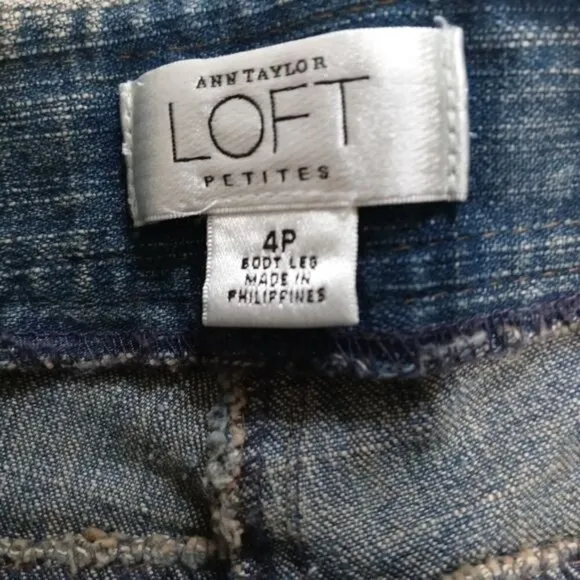 ANN TAYLOR
LOFT
PETITES
4P
BOOT LEG
MADE IN
PHILIPPINES